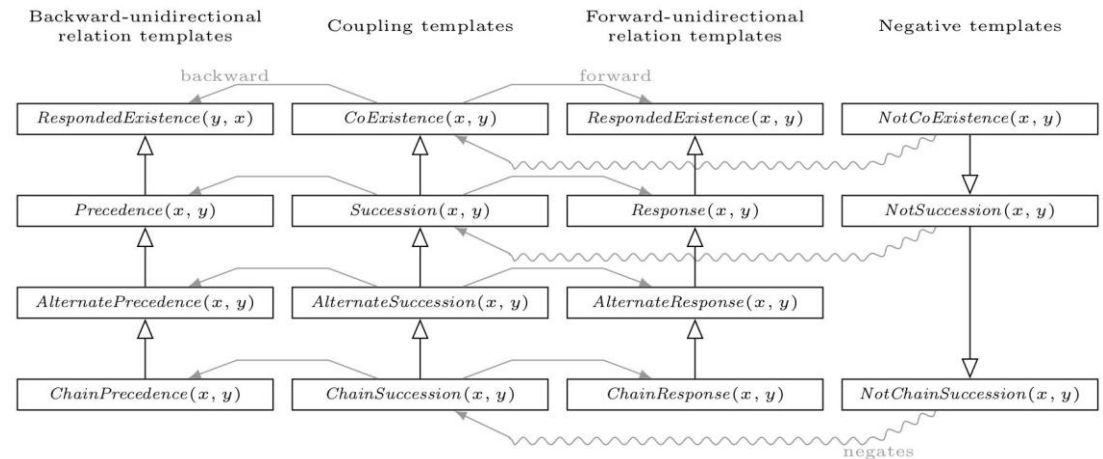 Backward-unidirectional
relation templates
Coupling templates
Forward-unidirectional
relation templates
Negative templates
backward
forward
RespondedExistence(y, x)
CoExistence(x, y)
RespondedExistence(x, y)
NotCoExistence(x, y)
Precedence(x, y)
Succession(x, y)
Response(x, y)
NotSuccession(x, y)
AlternatePrecedence(x, y)
AlternateSuccession(x, y)
AlternateResponse(x, y)
ChainPrecedence(x, y)
ChainSuccession(x, y)
ChainResponse(x, y)
NotChainSuccession(x, y)
negates